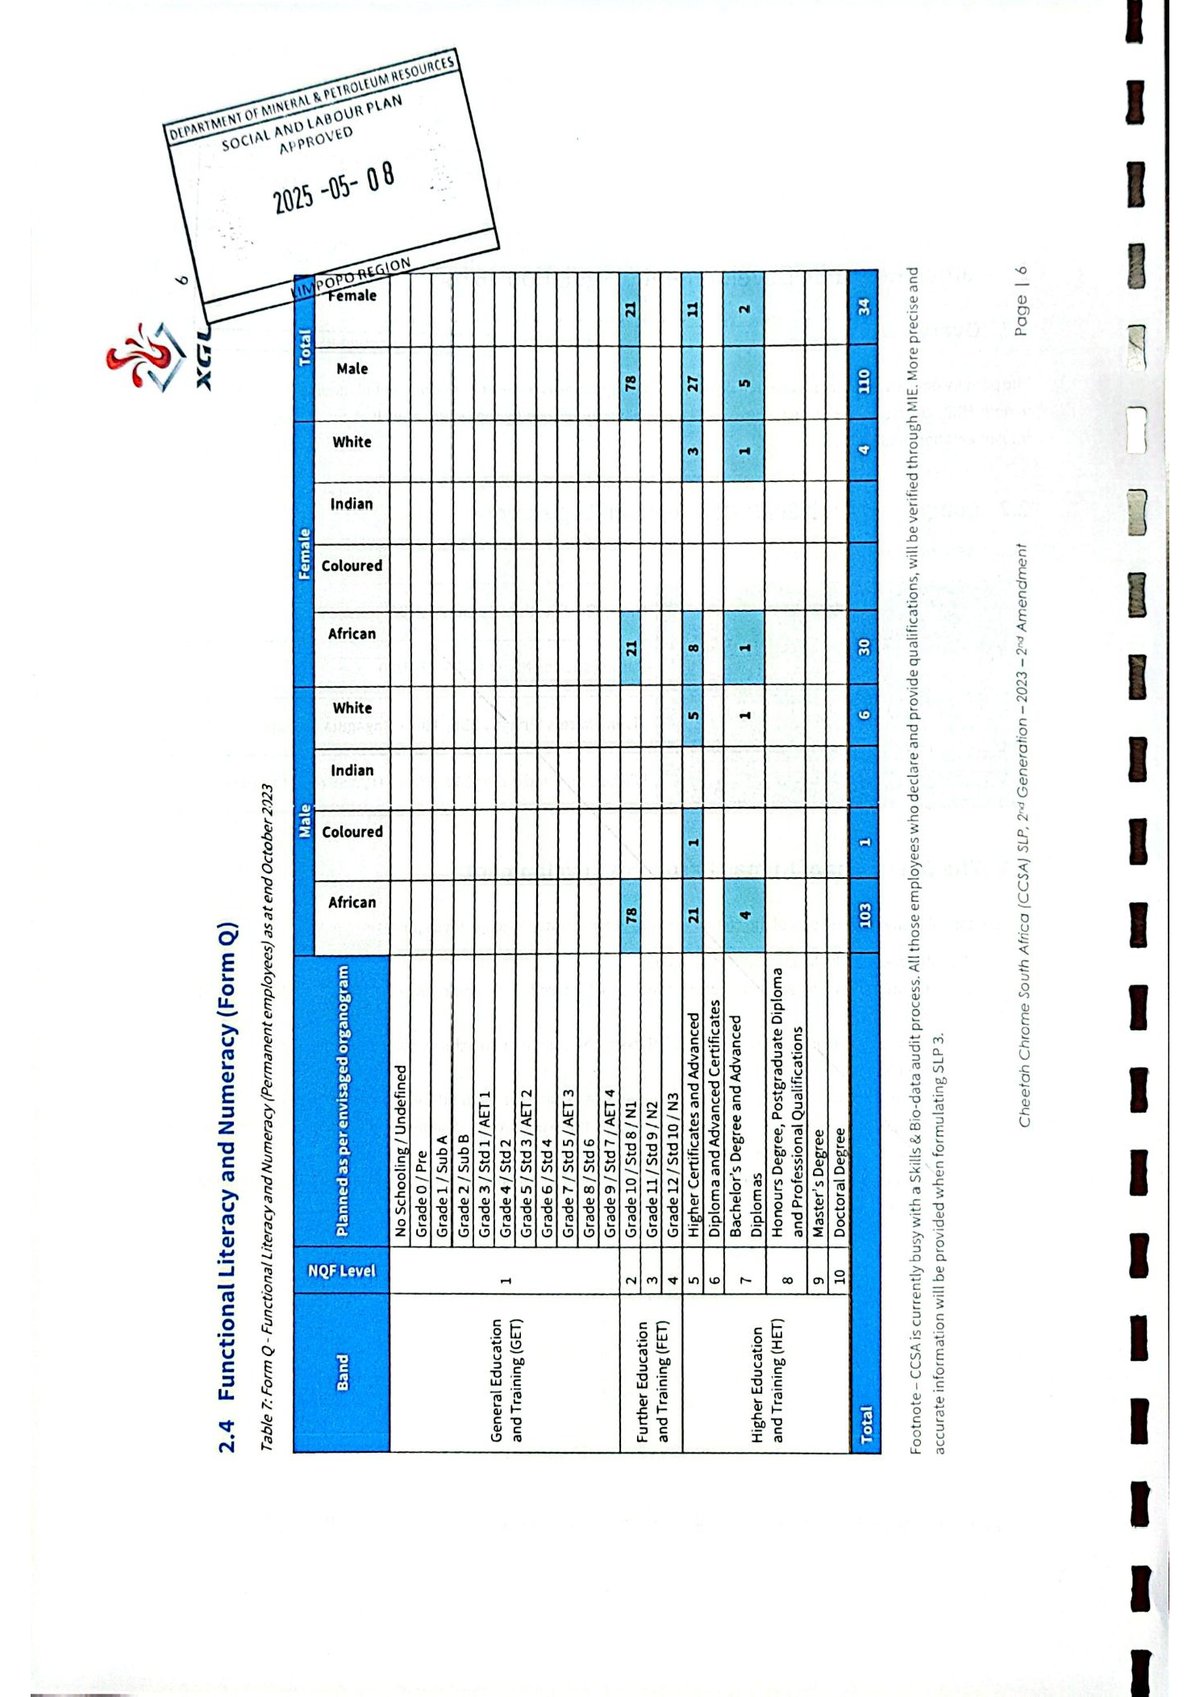 XGL
6
DEPARTMENT OF MINERAL & PETROLEUM RESOURCES
SOCIAL AND LABOUR PLAN
APPROVED
2025 -05- 08
LIMPOPO REGION
2.4 Functional Literacy and Numeracy (Form Q)
Table 7: Form Q - Functional Literacy and Numeracy (Permanent employees) as at end October 2023
Male Female Total
Band NQF Level Planned as per envisaged organogram African Coloured Indian White African Coloured Indian White Male Female
General Education and Training (GET) 1 No Schooling / Undefined
Grade 0 / Pre
Grade 1 / Sub A
Grade 2 / Sub B
Grade 3 / Std 1 / AET 1
Grade 4 / Std 2
Grade 5 / Std 3 / AET 2
Grade 6 / Std 4
Grade 7 / Std 5 / AET 3
Grade 8 / Std 6
Grade 9 / Std 7 / AET 4
Further Education and Training (FET) 2 Grade 10 / Std 8 / N1 78 21 78 21
3 Grade 11 / Std 9 / N2
4 Grade 12 / Std 10 / N3
Higher Education and Training (HET) 5 Higher Certificates and Advanced 21 1 5 8 3 27 11
6 Diploma and Advanced Certificates
7 Bachelor's Degree and Advanced Diplomas 4 1 1 1 5 2
8 Honours Degree, Postgraduate Diploma and Professional Qualifications
9 Master's Degree
10 Doctoral Degree
Total 103 1 6 30 4 110 34
Footnote – CCSA is currently busy with a Skills & Bio-data audit process. All those employees who declare and provide qualifications, will be verified through MIE. More precise and
accurate information will be provided when formulating SLP 3.
Cheetah Chrome South Africa (CCSA) SLP, 2nd Generation – 2023 – 2nd Amendment
Page | 6